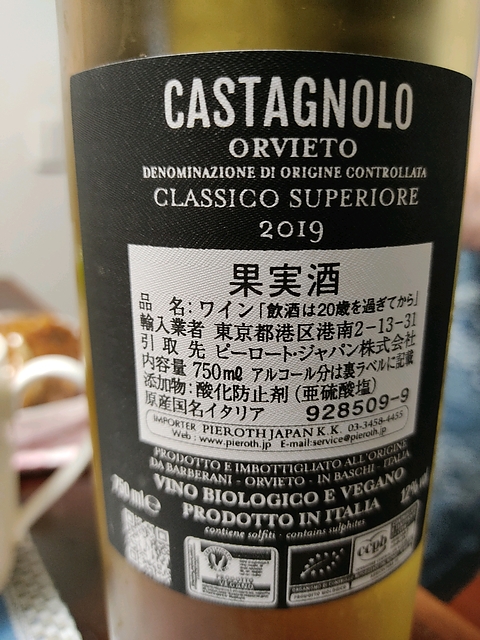 CASTAGNOLO
ORVIETO
DENOMINAZIONE DI ORIGINE CONTROLLATA
CLASSICO SUPERIORE
2019
果実酒
品 名:ワイン「飲酒は20歳を過ぎてから」
輸入業者 東京都港区港南2-13-31
引 取 先 ピーロート・ジャパン株式会社
内容量 750mℓ アルコール分は裏ラベルに記載
添加物:酸化防止剤(亜硫酸塩)
原産国名イタリア 928509-9
IMPORTER PIEROTH JAPAN K.K. 03-3458-4455
Web : www.pieroth.jp E-mail:service@pieroth.jp
PRODOTTO E IMBOTTIGLIATO ALL'ORIGINE
DA BARBERANI - ORVIETO - IN BASCHI - ITALIA
750 ml e VINO BIOLOGICO E VEGANO 12% vol
PRODOTTO IN ITALIA
contiene solfiti - contains sulphites
ccpb